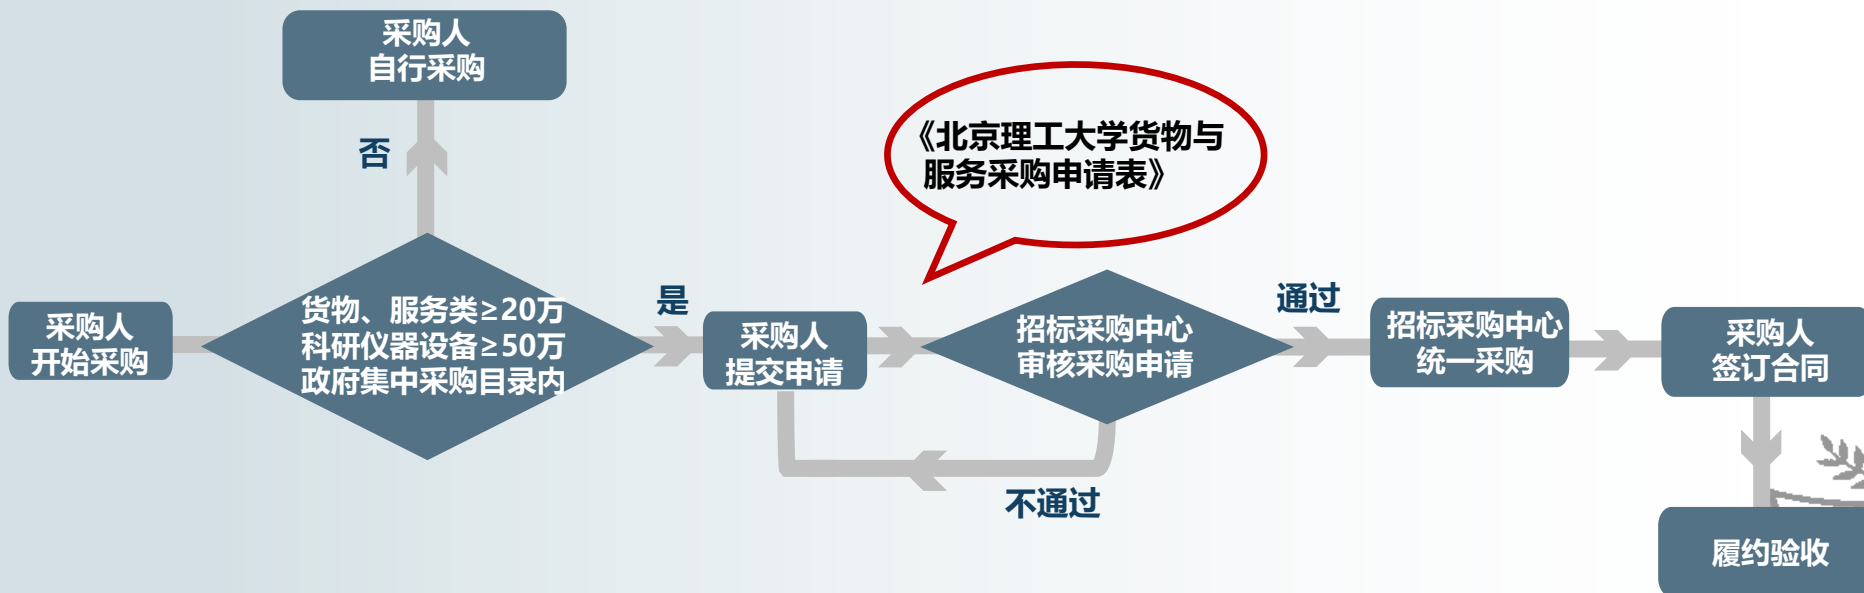 采购人
自行采购
否
《北京理工大学货物与
服务采购申请表》
采购人
开始采购
货物、服务类≥20万
科研仪器设备≥50万
政府集中采购目录内
是
采购人
提交申请
招标采购中心
审核采购申请
通过
招标采购中心
统一采购
采购人
签订合同
不通过
履约验收